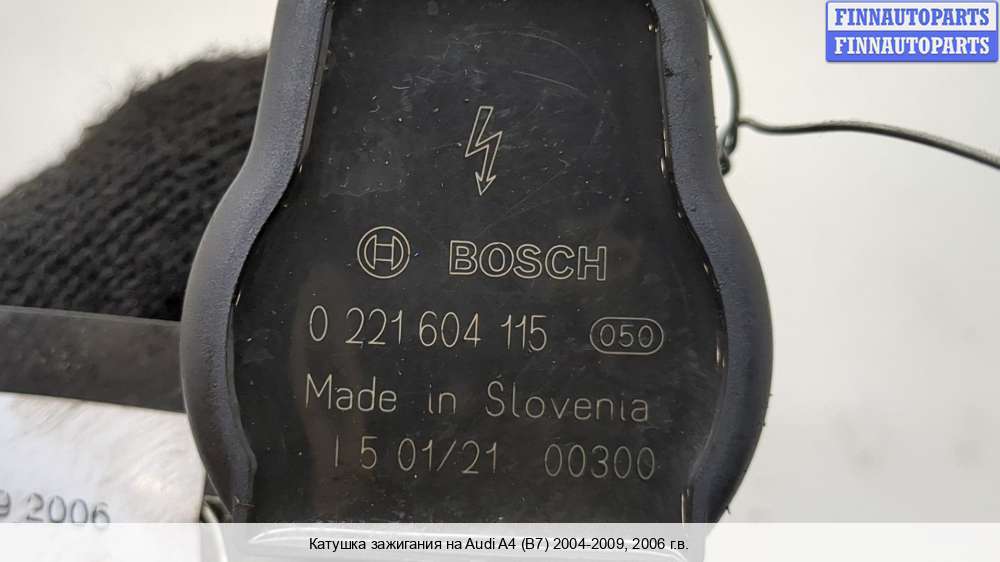 FINNAUTOPARTS
FINNAUTOPARTS
BOSCH
0 221 604 115 050
Made in Slovenia
I 5 01/21 00300
9 2006
Катушка зажигания на Audi A4 (B7) 2004-2009, 2006 г.в.